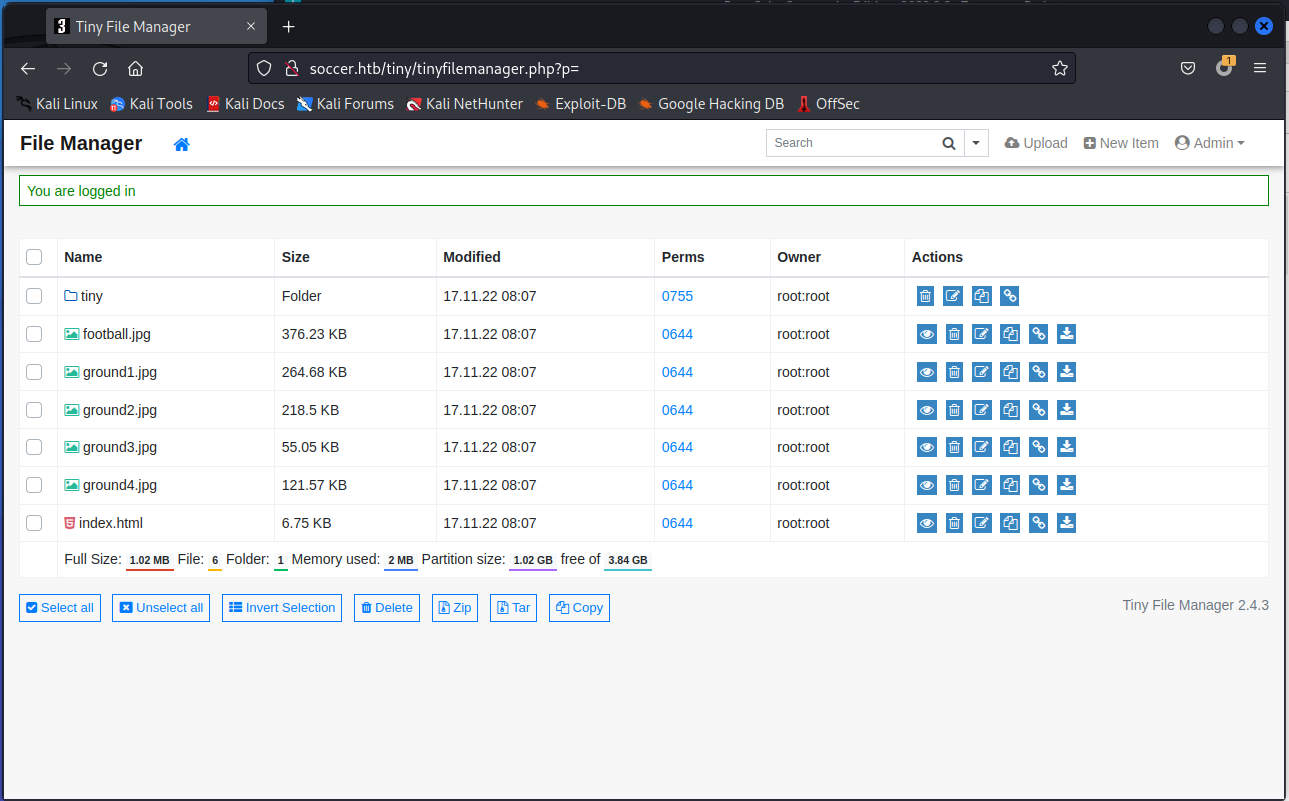 Tiny File Manager
soccer.htb/tiny/tinyfilemanager.php?p=
1
Kali Linux Kali Tools Kali Docs Kali Forums Kali NetHunter Exploit-DB Google Hacking DB OffSec
File Manager Search Upload New Item Admin
You are logged in
Name Size Modified Perms Owner Actions
tiny Folder 17.11.22 08:07 0755 root:root
football.jpg 376.23 KB 17.11.22 08:07 0644 root:root
ground1.jpg 264.68 KB 17.11.22 08:07 0644 root:root
ground2.jpg 218.5 KB 17.11.22 08:07 0644 root:root
ground3.jpg 55.05 KB 17.11.22 08:07 0644 root:root
ground4.jpg 121.57 KB 17.11.22 08:07 0644 root:root
index.html 6.75 KB 17.11.22 08:07 0644 root:root
Full Size: 1.02 MB File: 6 Folder: 1 Memory used: 2 MB Partition size: 1.02 GB free of 3.84 GB
Select all Unselect all Invert Selection Delete Zip Tar Copy Tiny File Manager 2.4.3